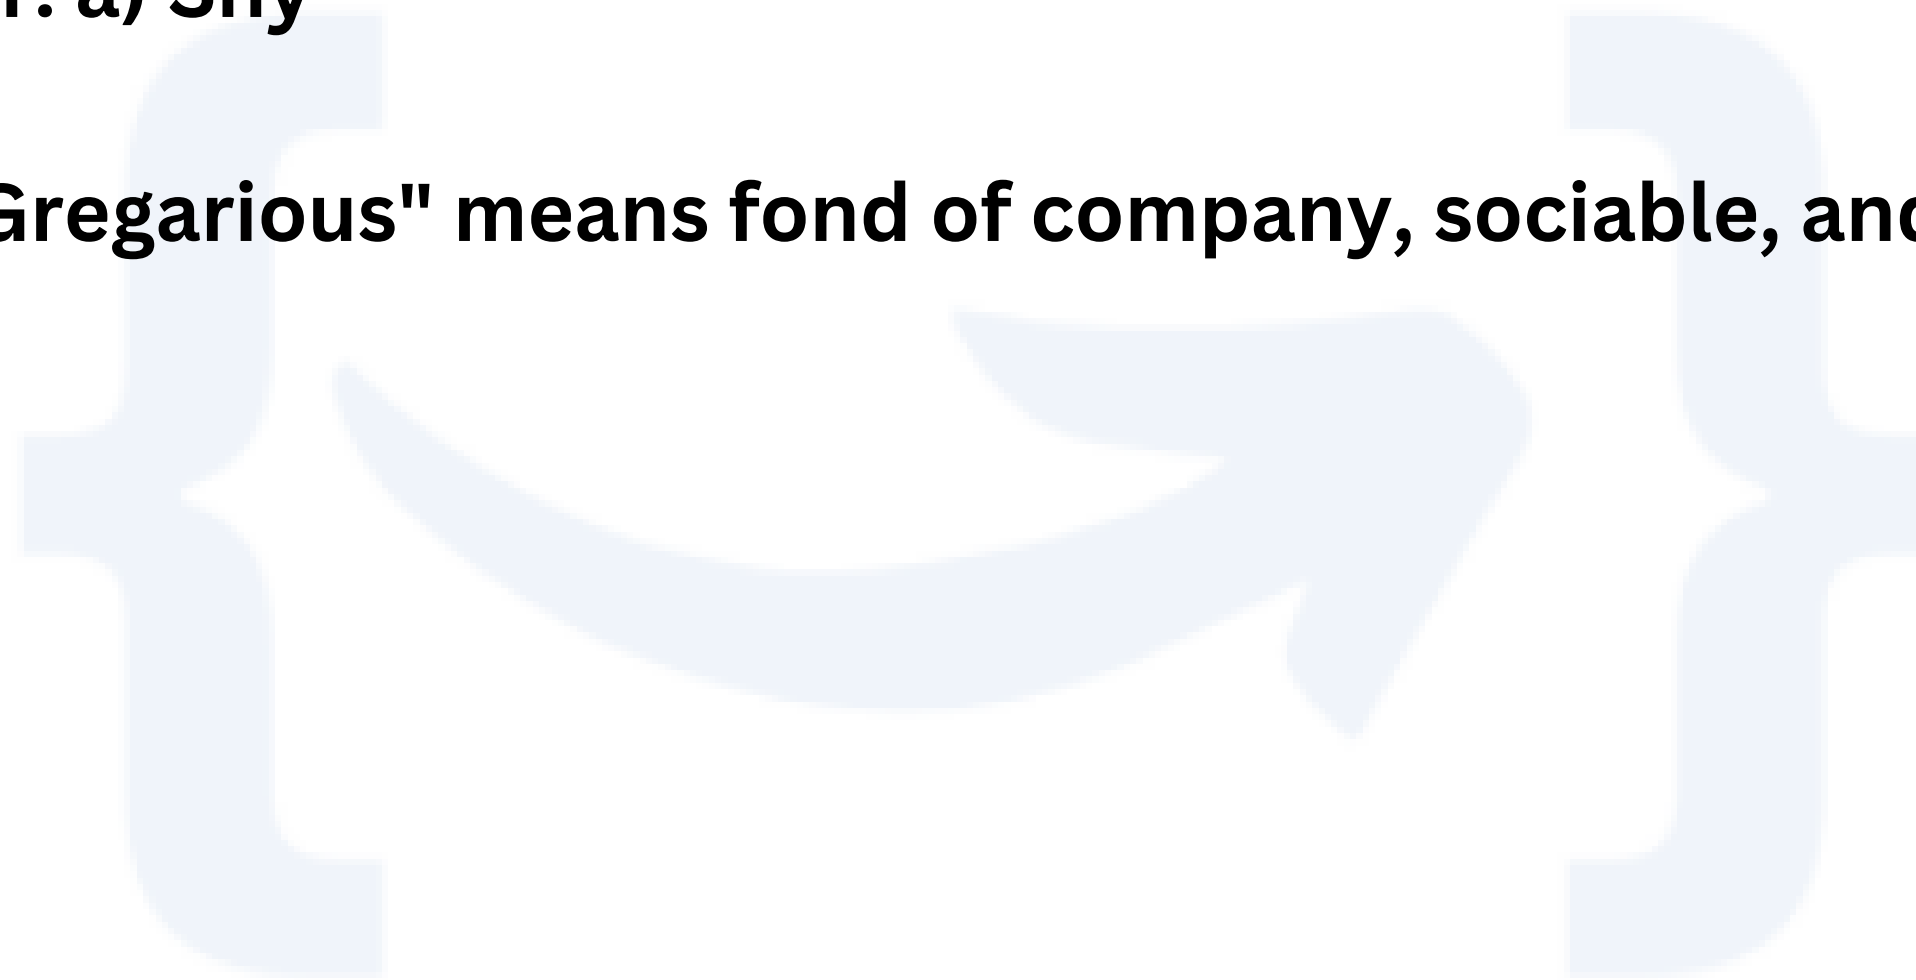 r: a) Shy
Gregarious" means fond of company, sociable, and